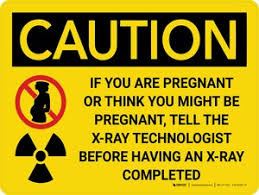 CAUTION
IF YOU ARE PREGNANT
OR THINK YOU MIGHT BE
PREGNANT, TELL THE
X-RAY TECHNOLOGIST
BEFORE HAVING AN X-RAY
COMPLETED